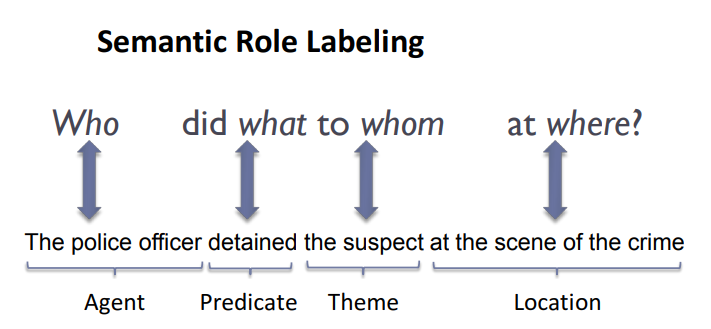 Semantic Role Labeling
Who did what to whom at where?
The police officer detained the suspect at the scene of the crime
Agent Predicate Theme Location